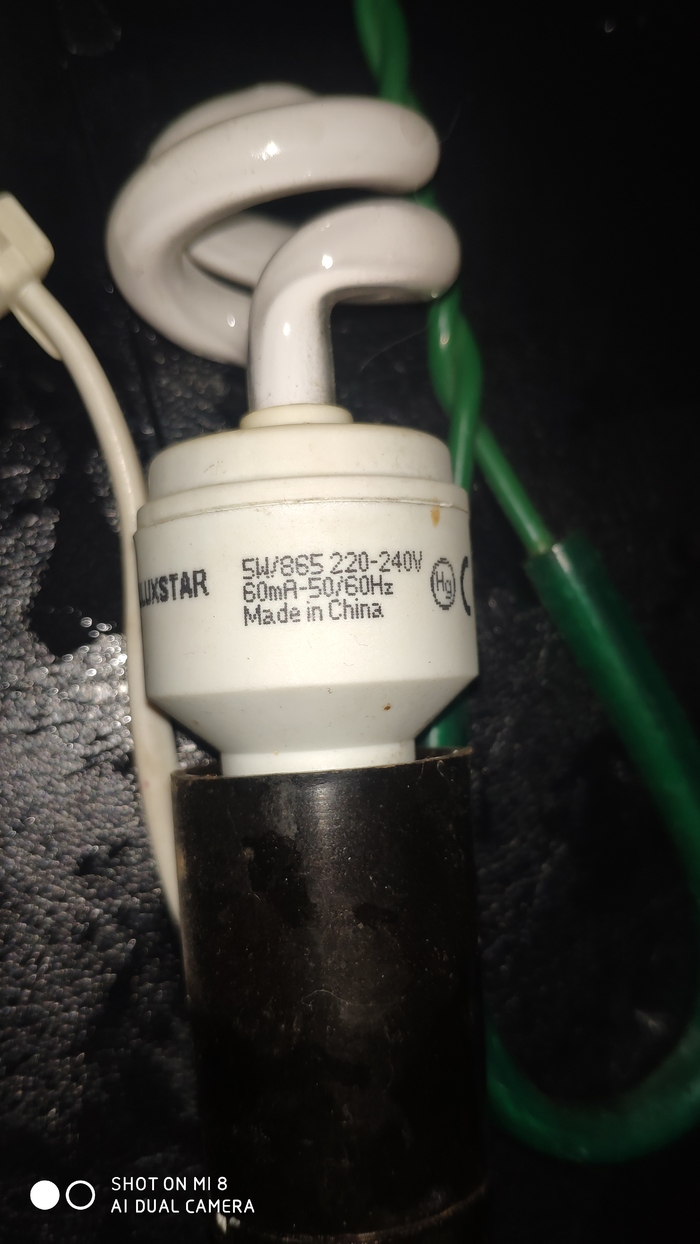 LUXSTAR
5W/865 220-240V
60mA-50/60Hz
Made in China
Hg
SHOT ON MI 8
AI DUAL CAMERA